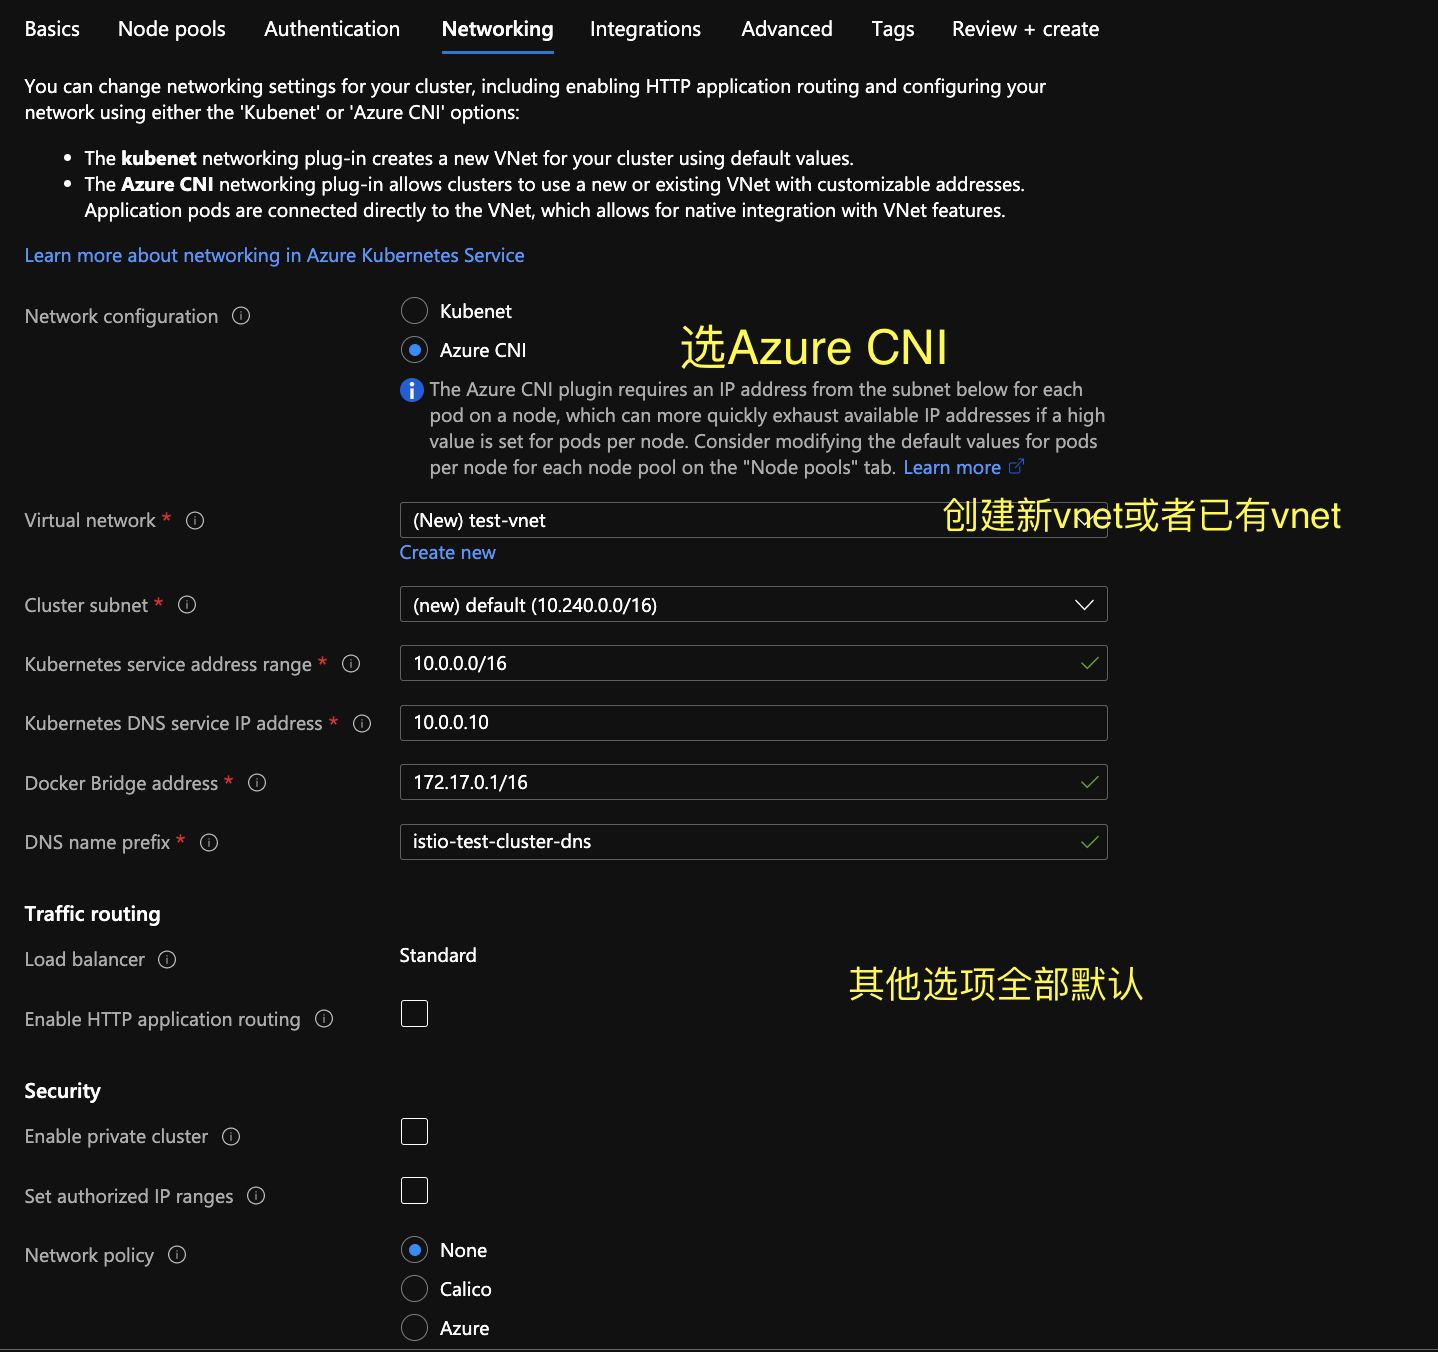 Basics Node pools Authentication Networking Integrations Advanced Tags Review + create
You can change networking settings for your cluster, including enabling HTTP application routing and configuring your
network using either the 'Kubenet' or 'Azure CNI' options:
• The kubenet networking plug-in creates a new VNet for your cluster using default values.
• The Azure CNI networking plug-in allows clusters to use a new or existing VNet with customizable addresses.
Application pods are connected directly to the VNet, which allows for native integration with VNet features.
Learn more about networking in Azure Kubernetes Service
Network configuration
Kubenet
Azure CNI
选Azure CNI
The Azure CNI plugin requires an IP address from the subnet below for each
pod on a node, which can more quickly exhaust available IP addresses if a high
value is set for pods per node. Consider modifying the default values for pods
per node for each node pool on the "Node pools" tab. Learn more
Virtual network * (New) test-vnet 创建新vnet或者已有vnet
Create new
Cluster subnet * (new) default (10.240.0.0/16)
Kubernetes service address range * 10.0.0.0/16
Kubernetes DNS service IP address * 10.0.0.10
Docker Bridge address * 172.17.0.1/16
DNS name prefix * istio-test-cluster-dns
Traffic routing
Load balancer Standard
其他选项全部默认
Enable HTTP application routing
Security
Enable private cluster
Set authorized IP ranges
Network policy
None
Calico
Azure